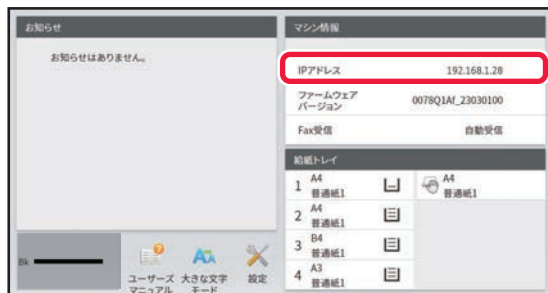 お知らせ
お知らせはありません。
マシン情報
IPアドレス 192.168.1.28
ファームウェア
バージョン 0078Q1Af_23030100
Fax受信 自動受信
給紙トレイ
1 A4
普通紙1
A4
普通紙1
2 A4
普通紙1
3 B4
普通紙1
4 A3
普通紙1
Bk
ユーザーズ
マニュアル
大きな文字
モード
設定